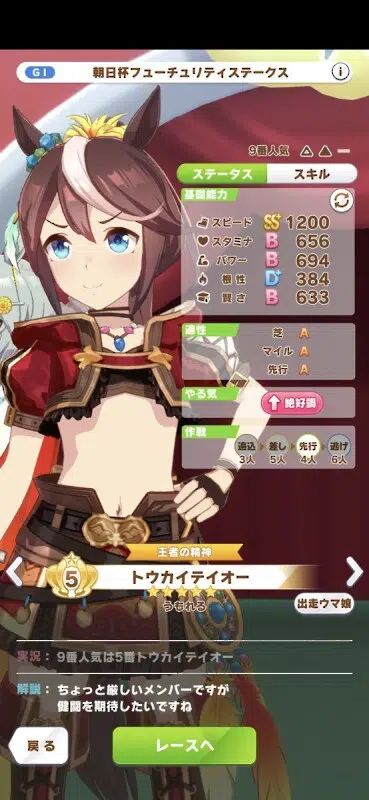 G I 朝日杯フューチュリティステークス i
9番人気 △ ▲ ー
ステータス スキル
基礎能力
スピード SS+ 1200
スタミナ B 656
パワー B 694
根性 D+ 384
賢さ B 633
適性
芝 A
マイル A
先行 A
やる気
絶好調
作戦
追込 差し 先行 逃げ
3人 5人 4人 6人
王者の精神
5 トウカイテイオー
うもれる
出走ウマ娘
実況： 9番人気は5番トウカイテイオー
解説： ちょっと厳しいメンバーですが
健闘を期待したいですね
戻る レースへ